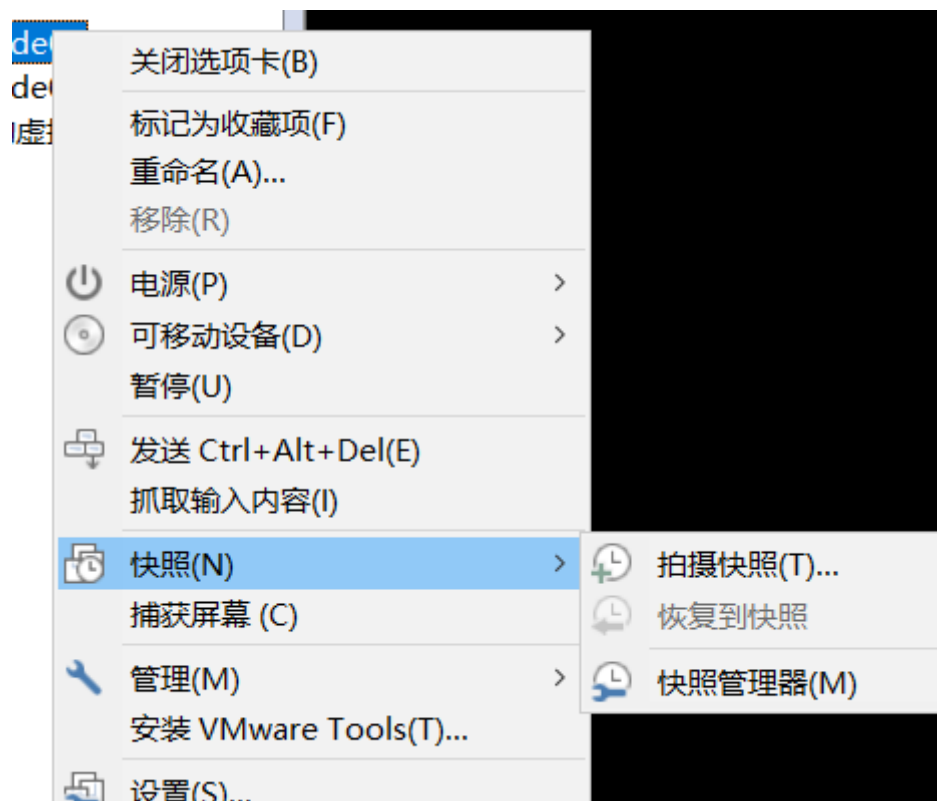 de
关闭选项卡(B)
de
标记为收藏项(F)
重命名(A)...
移除(R)
电源(P)
可移动设备(D)
暂停(U)
发送 Ctrl+Alt+Del(E)
抓取输入内容(I)
快照(N)
拍摄快照(T)...
捕获屏幕 (C)
恢复到快照
管理(M)
快照管理器(M)
安装 VMware Tools(T)...
设置(S)...